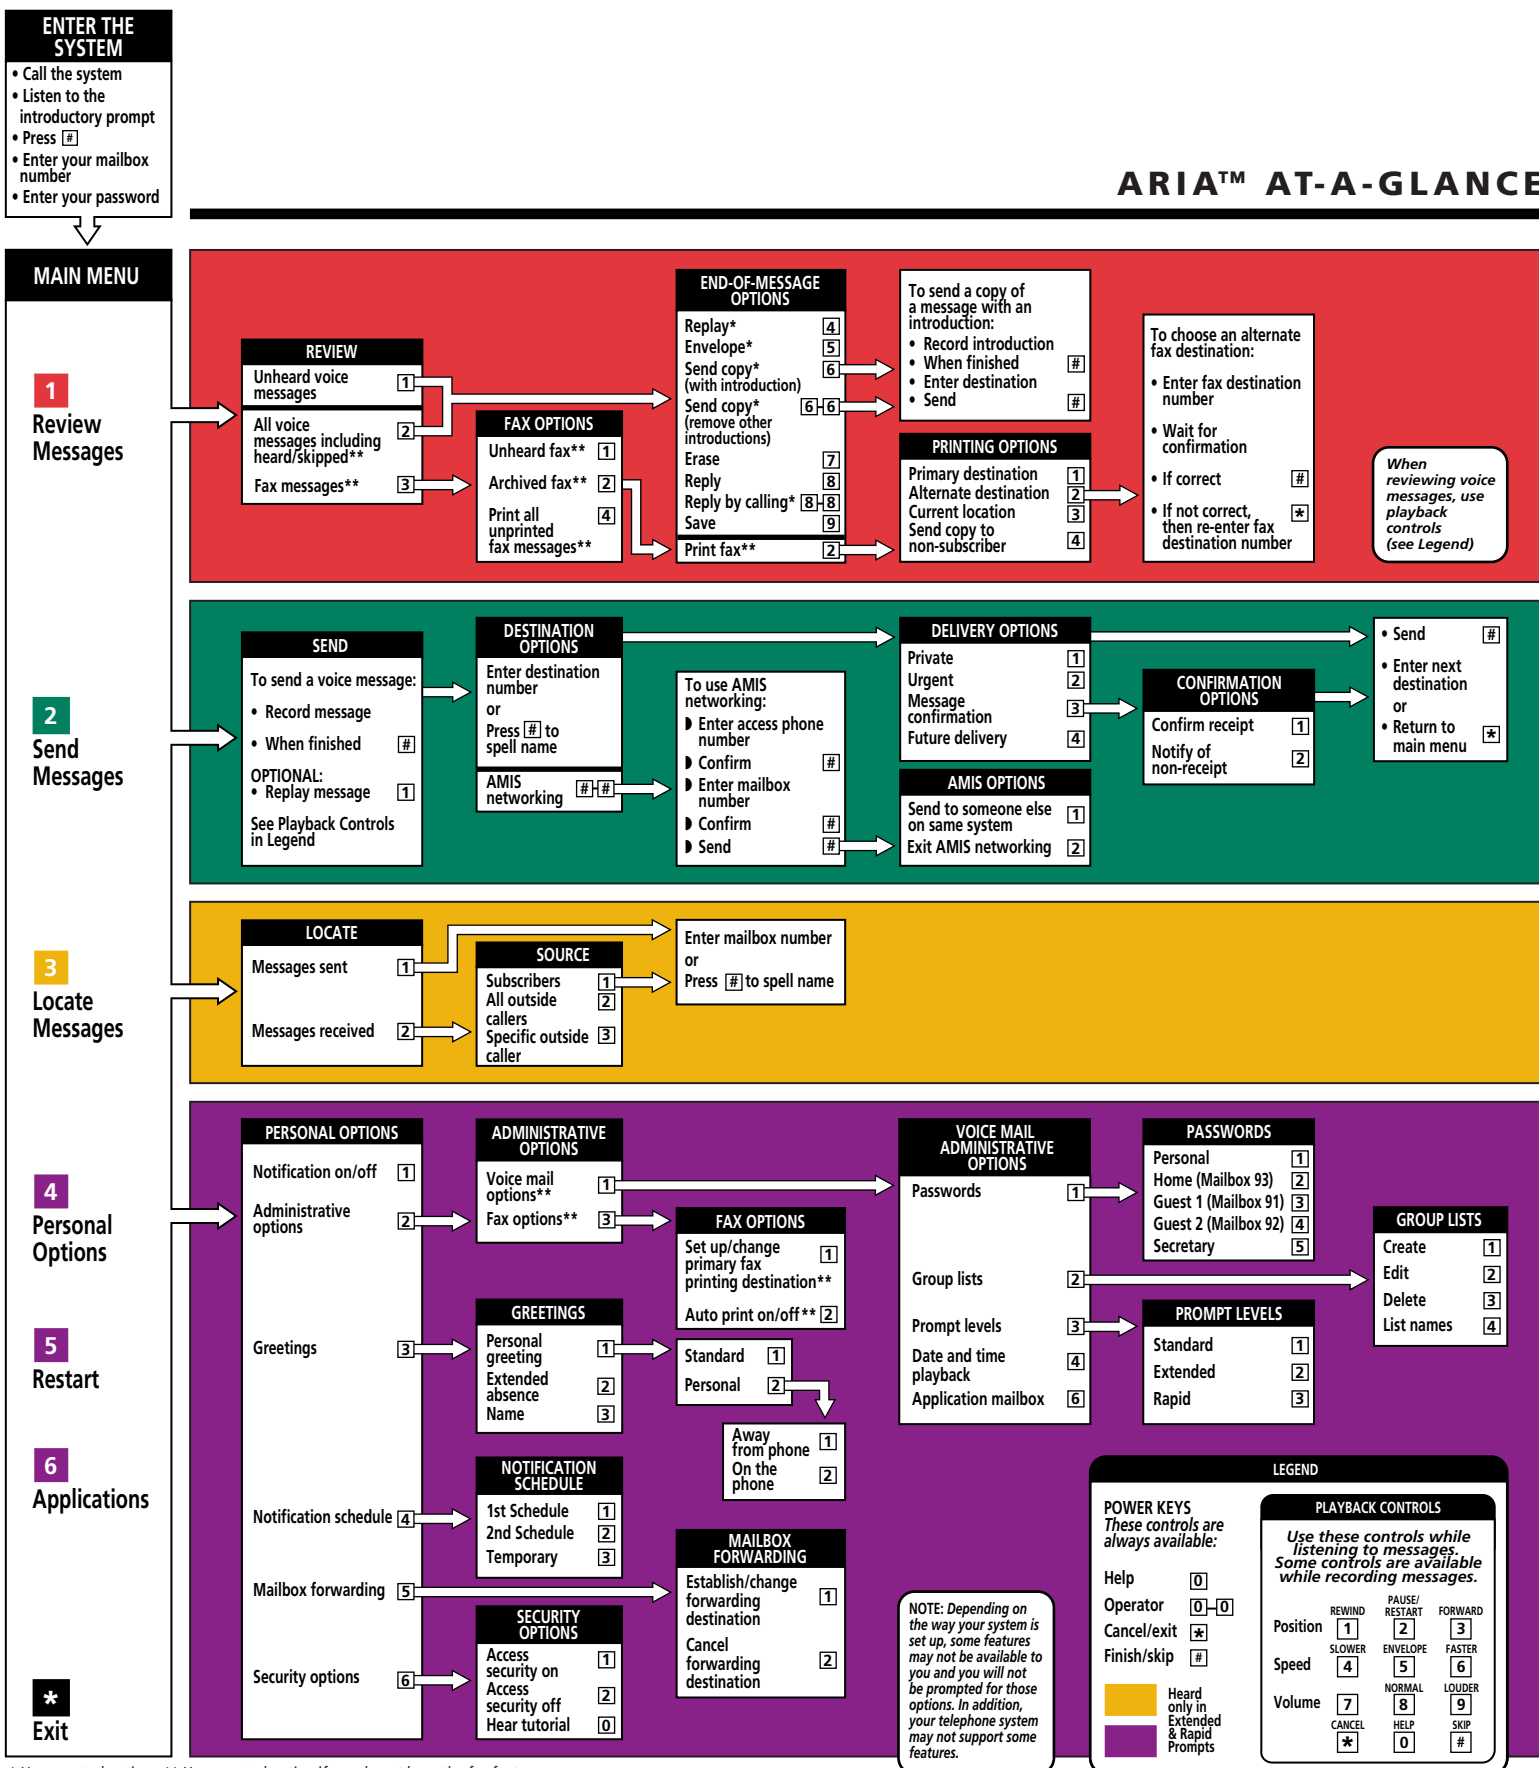 ENTER THE
SYSTEM
• Call the system
• Listen to the
introductory prompt
• Press #
• Enter your mailbox
number
• Enter your password
ARIA™ AT-A-GLANCE
MAIN MENU
1
Review
Messages
2
Send
Messages
3
Locate
Messages
4
Personal
Options
5
Restart
6
Applications
*
Exit
REVIEW
Unheard voice
messages 1
All voice
messages including
heard/skipped** 2
Fax messages** 3
FAX OPTIONS
Unheard fax** 1
Archived fax** 2
Print all
unprinted
fax messages** 4
END-OF-MESSAGE
OPTIONS
Replay* 4
Envelope* 5
Send copy* 6
(with introduction)
Send copy* 6-6
(remove other
introductions)
Erase 7
Reply 8
Reply by calling* 8-8
Save 9
Print fax** 2
To send a copy of
a message with an
introduction:
• Record introduction
• When finished #
• Enter destination
• Send #
PRINTING OPTIONS
Primary destination 1
Alternate destination 2
Current location 3
Send copy to
non-subscriber 4
To choose an alternate
fax destination:
• Enter fax destination
number
• Wait for
confirmation
• If correct #
• If not correct, *
then re-enter fax
destination number
When
reviewing voice
messages, use
playback
controls
(see Legend)
SEND
To send a voice message:
• Record message
• When finished #
OPTIONAL:
• Replay message 1
See Playback Controls
in Legend
DESTINATION
OPTIONS
Enter destination
number
or
Press # to
spell name
AMIS
networking #-#
To use AMIS
networking:
◗ Enter access phone
number
◗ Confirm #
◗ Enter mailbox
number
◗ Confirm #
◗ Send #
DELIVERY OPTIONS
Private 1
Urgent 2
Message
confirmation 3
Future delivery 4
AMIS OPTIONS
Send to someone else
on same system 1
Exit AMIS networking 2
CONFIRMATION
OPTIONS
Confirm receipt 1
Notify of
non-receipt 2
• Send #
• Enter next
destination
or
• Return to
main menu *
LOCATE
Messages sent 1
Messages received 2
SOURCE
Subscribers 1
All outside 2
callers
Specific outside 3
caller
Enter mailbox number
or
Press # to spell name
PERSONAL OPTIONS
Notification on/off 1
Administrative
options 2
Greetings 3
Notification schedule 4
Mailbox forwarding 5
Security options 6
ADMINISTRATIVE
OPTIONS
Voice mail
options** 1
Fax options** 3
FAX OPTIONS
Set up/change
primary fax 1
printing destination**
Auto print on/off** 2
GREETINGS
Personal
greeting 1
Extended
absence 2
Name 3
Standard 1
Personal 2
Away
from phone 1
On the
phone 2
NOTIFICATION
SCHEDULE
1st Schedule 1
2nd Schedule 2
Temporary 3
MAILBOX
FORWARDING
Establish/change
forwarding 1
destination
Cancel
forwarding 2
destination
SECURITY
OPTIONS
Access
security on 1
Access
security off 2
Hear tutorial 0
VOICE MAIL
ADMINISTRATIVE
OPTIONS
Passwords 1
Group lists 2
Prompt levels 3
Date and time
playback 4
Application mailbox 6
PASSWORDS
Personal 1
Home (Mailbox 93) 2
Guest 1 (Mailbox 91) 3
Guest 2 (Mailbox 92) 4
Secretary 5
PROMPT LEVELS
Standard 1
Extended 2
Rapid 3
GROUP LISTS
Create 1
Edit 2
Delete 3
List names 4
NOTE: Depending on
the way your system is
set up, some features
may not be available to
you and you will not
be prompted for those
options. In addition,
your telephone system
may not support some
features.
LEGEND
POWER KEYS
These controls are
always available:
Help 0
Operator 0-0
Cancel/exit *
Finish/skip #
Heard
only in
Extended
& Rapid
Prompts
PLAYBACK CONTROLS
Use these controls while
listening to messages.
Some controls are available
while recording messages.
REWIND PAUSE/RESTART FORWARD
Position 1 2 3
SLOWER ENVELOPE FASTER
Speed 4 5 6
NORMAL LOUDER
Volume 7 8 9
CANCEL HELP SKIP
* 0 #